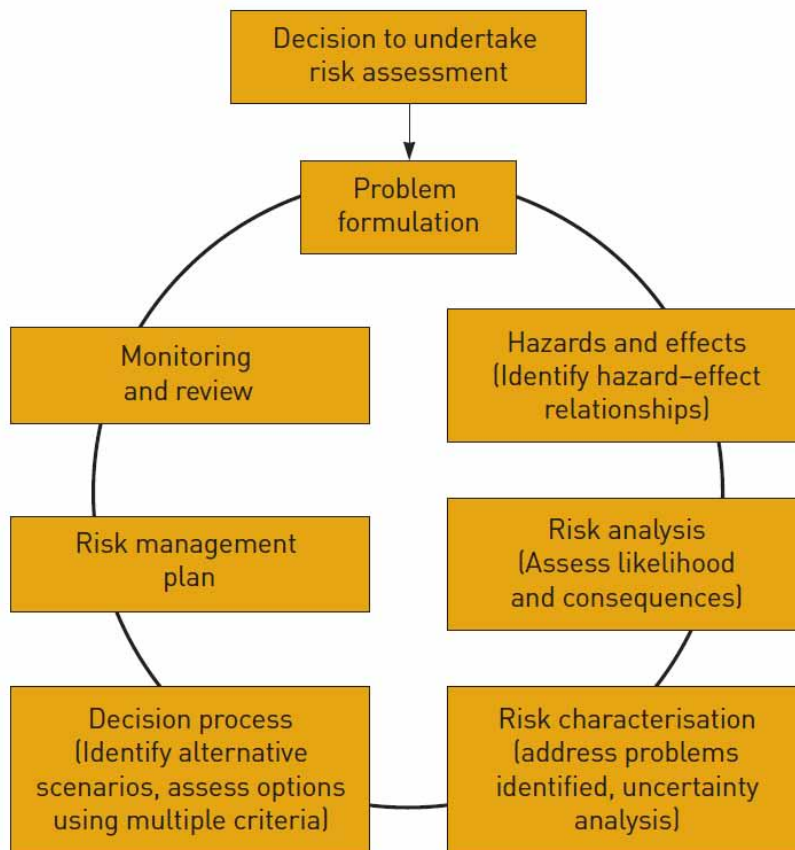 Decision to undertake
risk assessment
Problem
formulation
Hazards and effects
(Identify hazard–effect
relationships)
Risk analysis
(Assess likelihood
and consequences)
Risk characterisation
(address problems
identified, uncertainty
analysis)
Decision process
(Identify alternative
scenarios, assess options
using multiple criteria)
Risk management
plan
Monitoring
and review